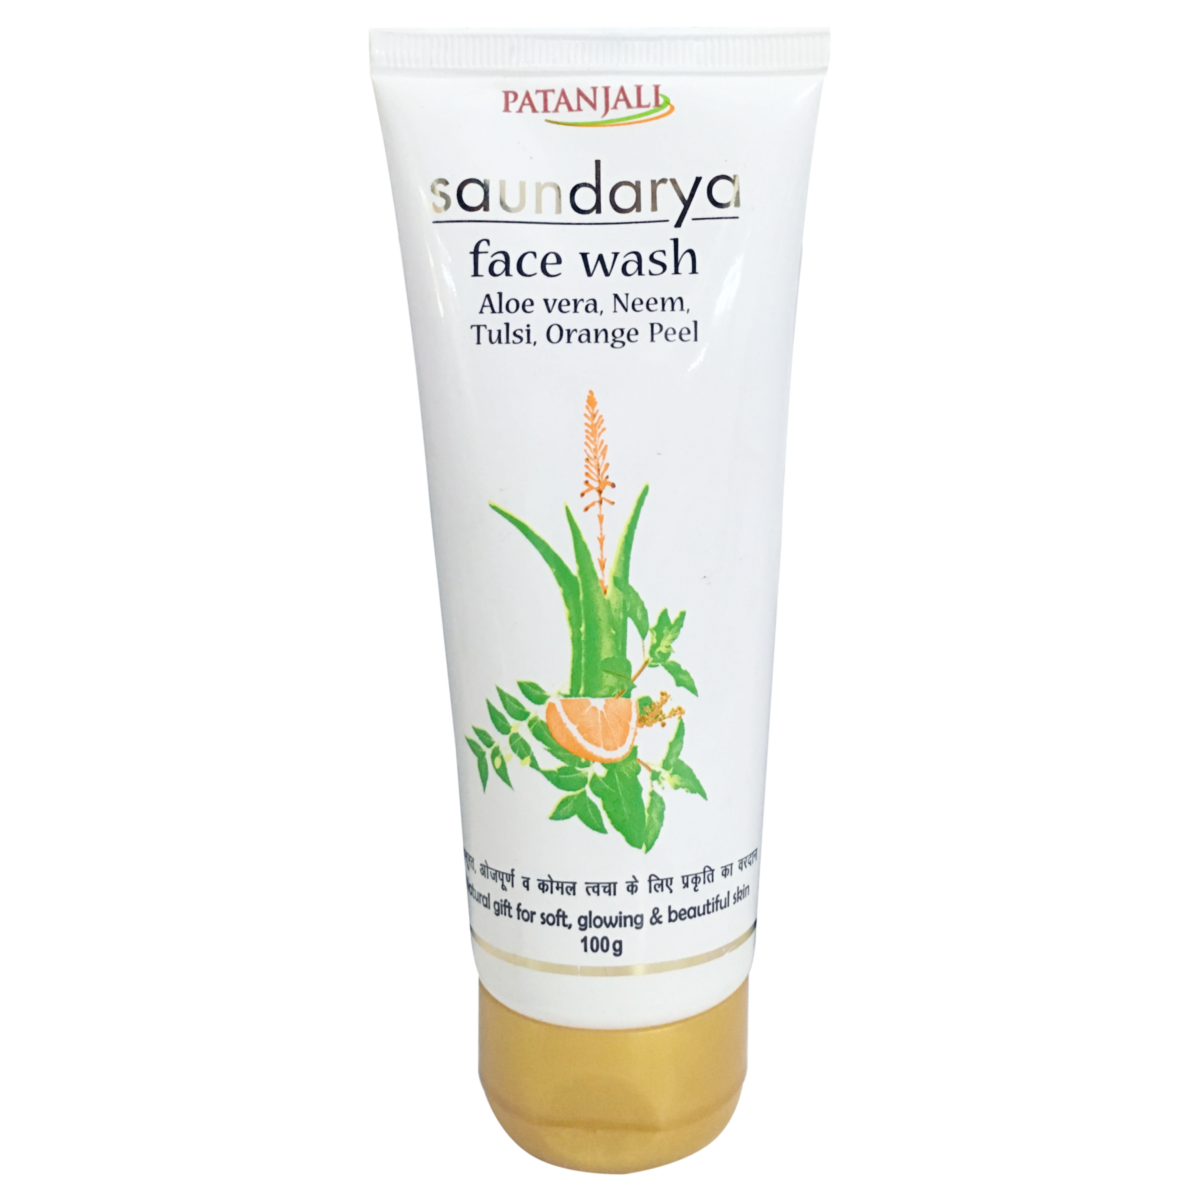 PATANJALI
saundarya
face wash
Aloe vera, Neem,
Tulsi, Orange Peel
ओजपूर्ण व कोमल त्वचा के लिए प्रकृति का वरदान
gift for soft, glowing & beautiful skin
100g